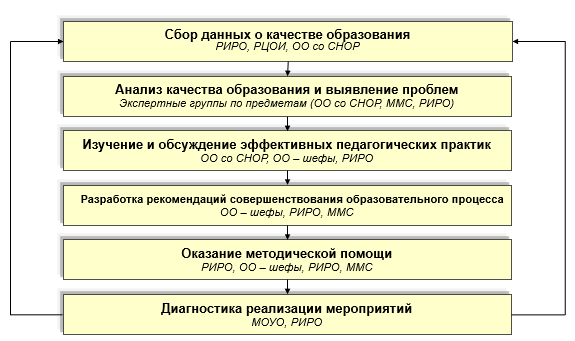 Сбор данных о качестве образования
РИРО, РЦОИ, ОО со СНОР
Анализ качества образования и выявление проблем
Экспертные группы по предметам (ОО со СНОР, ММС, РИРО)
Изучение и обсуждение эффективных педагогических практик
ОО со СНОР, ОО – шефы, РИРО
Разработка рекомендаций совершенствования образовательного процесса
ОО – шефы, РИРО, ММС
Оказание методической помощи
РИРО, ОО – шефы, РИРО, ММС
Диагностика реализации мероприятий
МОУО, РИРО